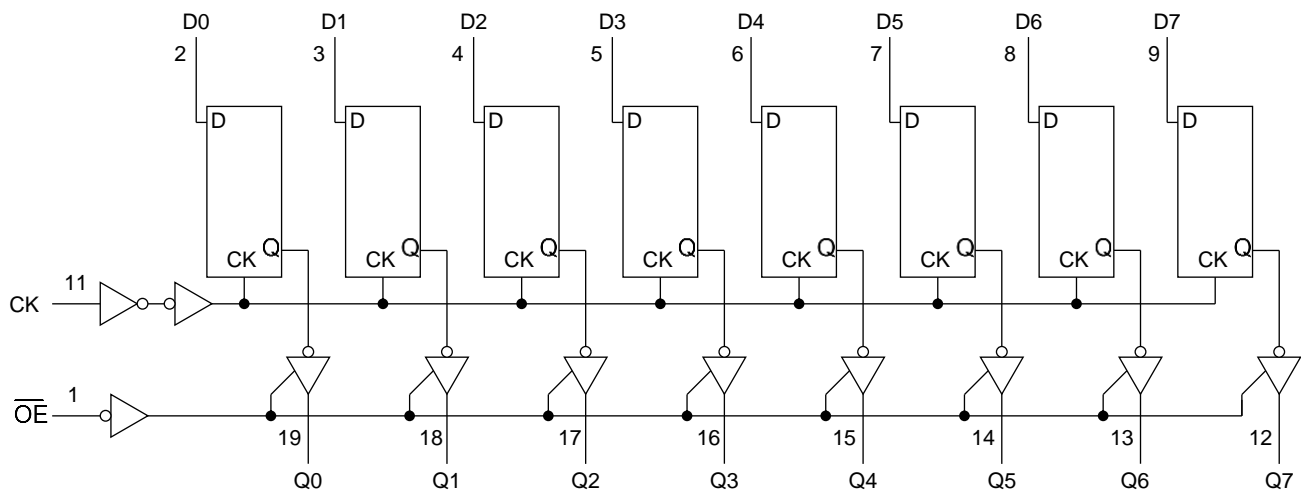 D0 D1 D2 D3 D4 D5 D6 D7
2 3 4 5 6 7 8 9
D D D D D D D D
Q Q Q Q Q Q Q Q
CK CK CK CK CK CK CK CK
11
CK
1
O̅E̅
19 18 17 16 15 14 13 12
Q0 Q1 Q2 Q3 Q4 Q5 Q6 Q7